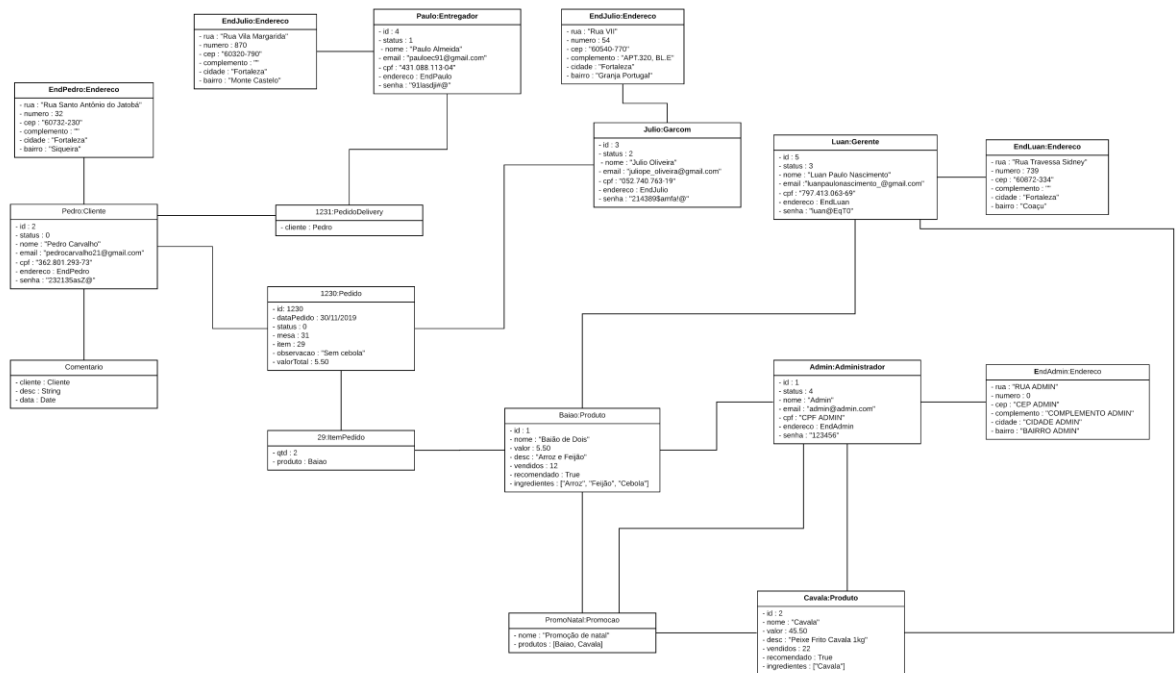 EndJulio:Endereco
- rua : "Rua Vila Margarida"
- numero : 870
- cep : "60320-790"
- complemento : ""
- cidade : "Fortaleza"
- bairro : "Monte Castelo"
Paulo:Entregador
- id : 4
- status : 1
- nome : "Paulo Almeida"
- email : "pauloec91@gmail.com"
- cpf : "431.088.113-04"
- endereco : EndPaulo
- senha : "91lasdji#@"
EndJulio:Endereco
- rua : "Rua VII"
- numero : 54
- cep : "60540-770"
- complemento : "APT.320, BL.E"
- cidade : "Fortaleza"
- bairro : "Granja Portugal"
EndPedro:Endereco
- rua : "Rua Santo Antônio do Jatobá"
- numero : 32
- cep : "60732-230"
- complemento : ""
- cidade : "Fortaleza"
- bairro : "Siqueira"
Julio:Garcom
- id : 3
- status : 2
- nome : "Julio Oliveira"
- email : "juliope_oliveira@gmail.com"
- cpf : "052.740.763-19"
- endereco : EndJulio
- senha : "214389$amfa!@"
Luan:Gerente
- id : 5
- status : 3
- nome : "Luan Paulo Nascimento"
- email :"luanpaulonascimento_@gmail.com"
- cpf : "797.413.063-69"
- endereco : EndLuan
- senha : "luan@EqT0"
EndLuan:Endereco
- rua : "Rua Travessa Sidney"
- numero : 739
- cep : "60872-334"
- complemento : ""
- cidade : "Fortaleza"
- bairro : "Coaçu"
Pedro:Cliente
- id : 2
- status : 0
- nome : "Pedro Carvalho"
- email : "pedrocarvalho21@gmail.com"
- cpf : "362.801.293-73"
- endereco : EndPedro
- senha : "232135asZ@"
1231:PedidoDelivery
- cliente : Pedro
1230:Pedido
- id: 1230
- dataPedido : 30/11/2019
- status : 0
- mesa : 31
- item : 29
- observacao : "Sem cebola"
- valorTotal : 5.50
Comentario
- cliente : Cliente
- desc : String
- data : Date
Admin:Administrador
- id : 1
- status : 4
- nome : "Admin"
- email : "admin@admin.com"
- cpf : "CPF ADMIN"
- endereco : EndAdmin
- senha : "123456"
EndAdmin:Endereco
- rua : "RUA ADMIN"
- numero : 0
- cep : "CEP ADMIN"
- complemento : "COMPLEMENTO ADMIN"
- cidade : "CIDADE ADMIN"
- bairro : "BAIRRO ADMIN"
29:ItemPedido
- qtd : 2
- produto : Baiao
Baiao:Produto
- id : 1
- nome : "Baião de Dois"
- valor : 5.50
- desc : "Arroz e Feijão"
- vendidos : 12
- recomendado : True
- ingredientes : ["Arroz", "Feijão", "Cebola"]
PromoNatal:Promocao
- nome : "Promoção de natal"
- produtos : [Baiao, Cavala]
Cavala:Produto
- id : 2
- nome : "Cavala"
- valor : 45.50
- desc : "Peixe Frito Cavala 1kg"
- vendidos : 22
- recomendado : True
- ingredientes : ["Cavala"]